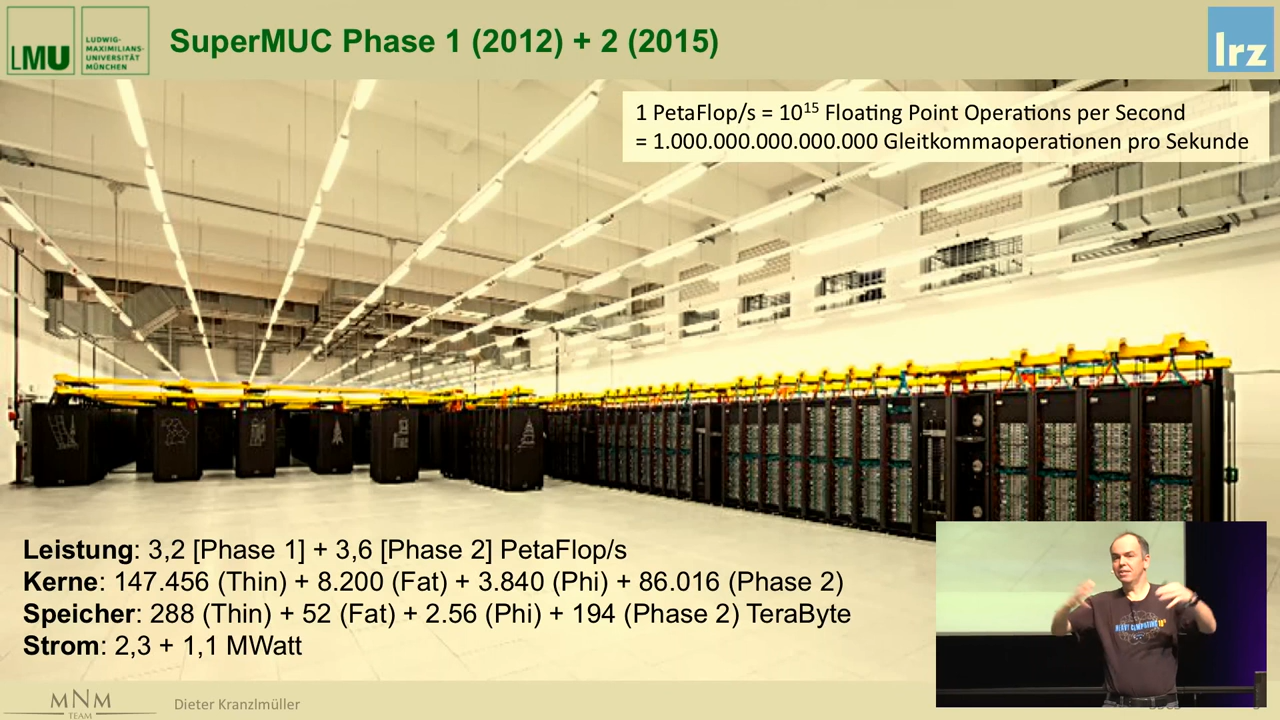 LMU
LUDWIG-
MAXIMILIANS-
UNIVERSITÄT
MÜNCHEN
SuperMUC Phase 1 (2012) + 2 (2015)
lrz
1 PetaFlop/s = 10¹⁵ Floating Point Operations per Second
= 1.000.000.000.000.000 Gleitkommaoperationen pro Sekunde
Leistung: 3,2 [Phase 1] + 3,6 [Phase 2] PetaFlop/s
Kerne: 147.456 (Thin) + 8.200 (Fat) + 3.840 (Phi) + 86.016 (Phase 2)
Speicher: 288 (Thin) + 52 (Fat) + 2.56 (Phi) + 194 (Phase 2) TeraByte
Strom: 2,3 + 1,1 MWatt
MNM
TEAM
Dieter Kranzlmüller